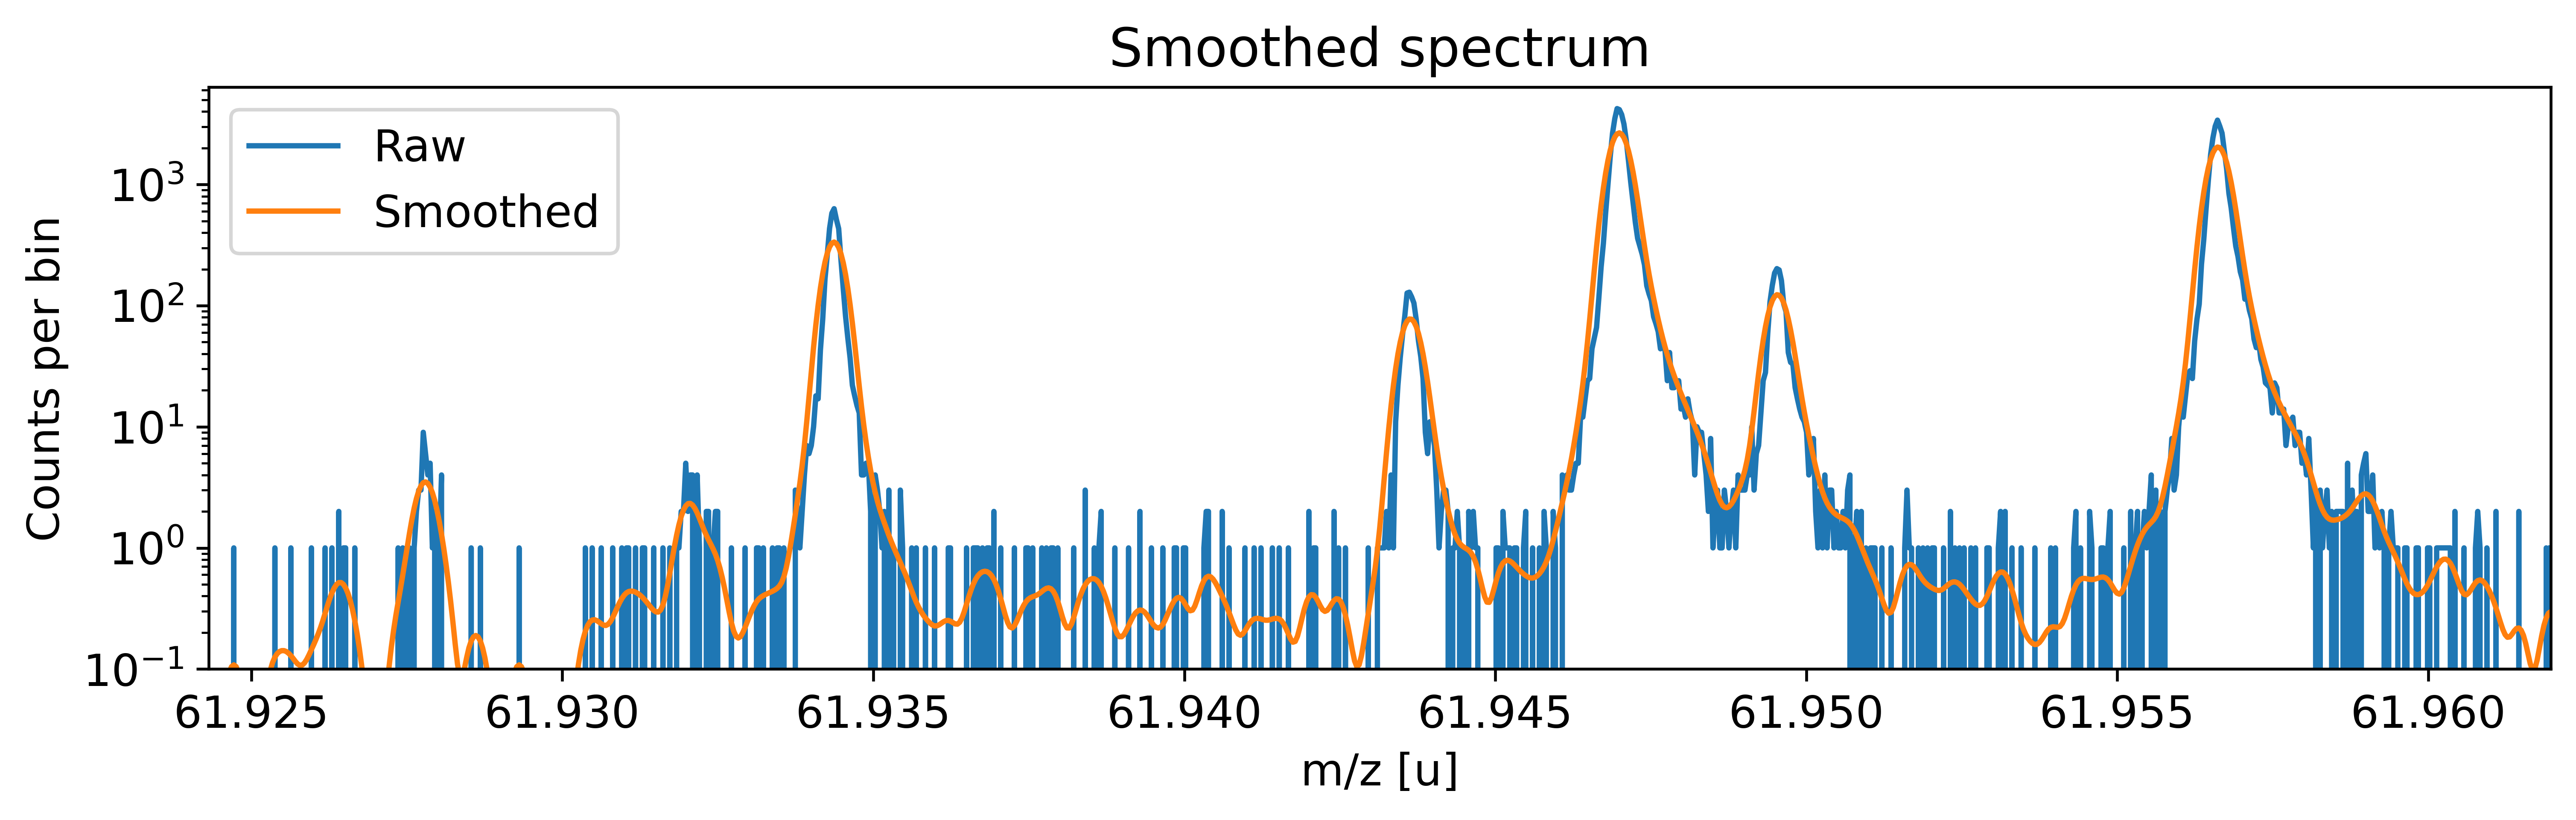 Smoothed spectrum
Raw
Smoothed
Counts per bin
10³
10²
10¹
10⁰
10⁻¹
61.925 61.930 61.935 61.940 61.945 61.950 61.955 61.960
m/z [u]